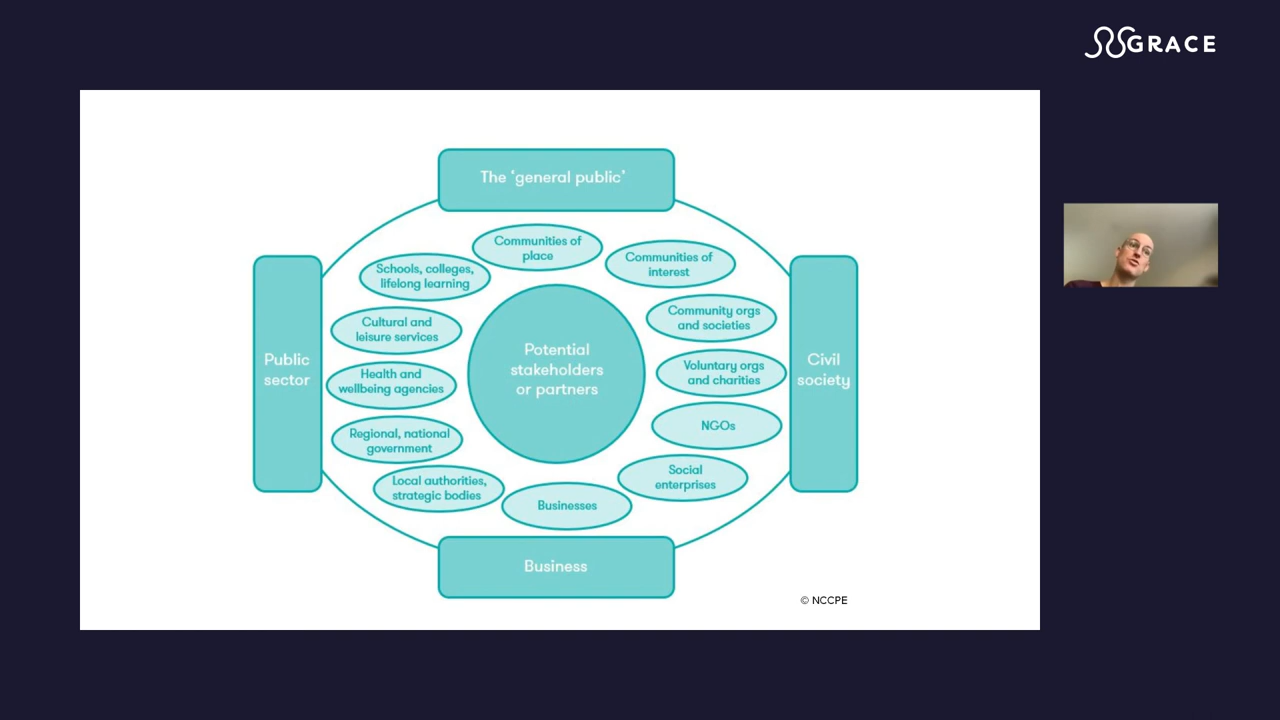 GRACE
The ‘general public’
Communities of
place
Communities of
interest
Schools, colleges,
lifelong learning
Community orgs
and societies
Cultural and
leisure services
Potential
stakeholders
or partners
Public
sector
Civil
society
Health and
wellbeing agencies
Voluntary orgs
and charities
Regional, national
government
NGOs
Local authorities,
strategic bodies
Social
enterprises
Businesses
Business
© NCCPE